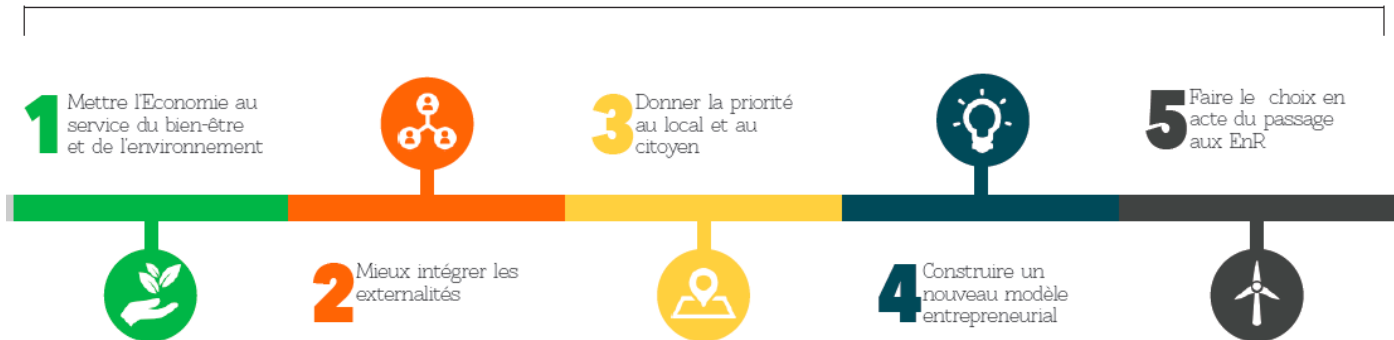 1
Mettre l'Economie au
service du bien-être
et de l'environnement
2
Mieux intégrer les
externalités
3
Donner la priorité
au local et au
citoyen
4
Construire un
nouveau modèle
entrepreneurial
5
Faire le choix en
acte du passage
aux EnR